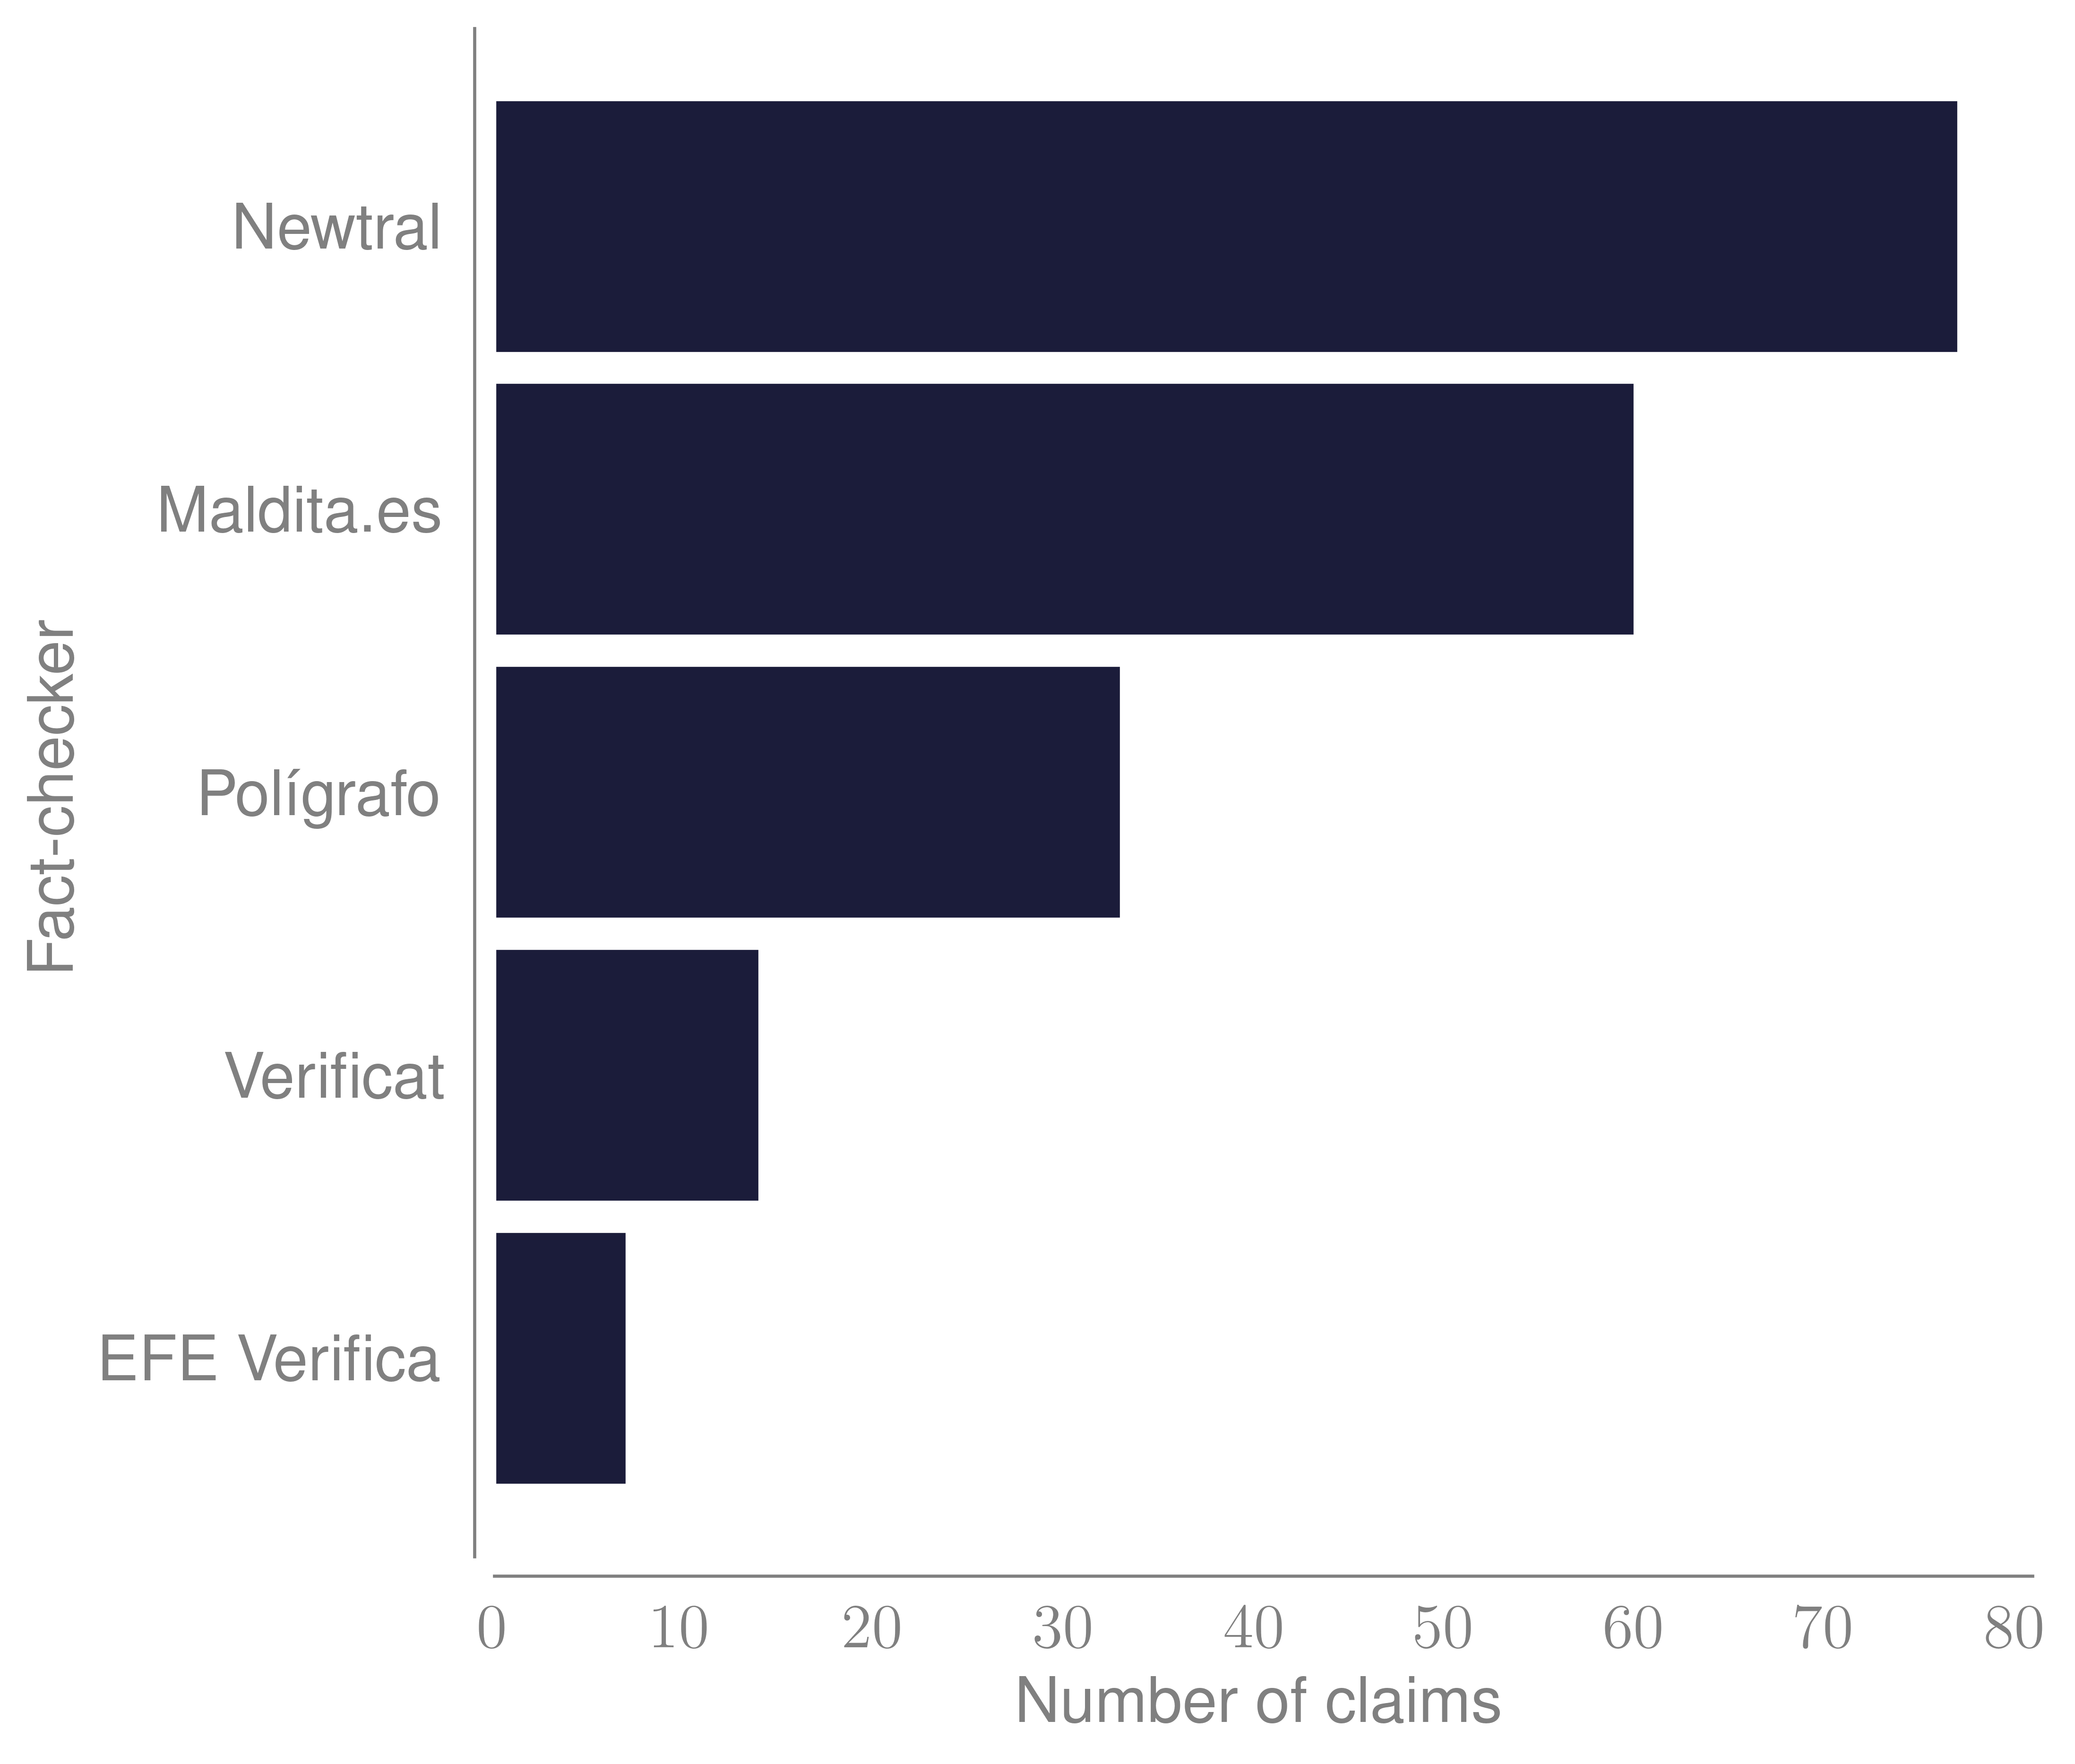 Fact-checker
Newtral
Maldita.es
Polígrafo
Verificat
EFE Verifica
0 10 20 30 40 50 60 70 80
Number of claims